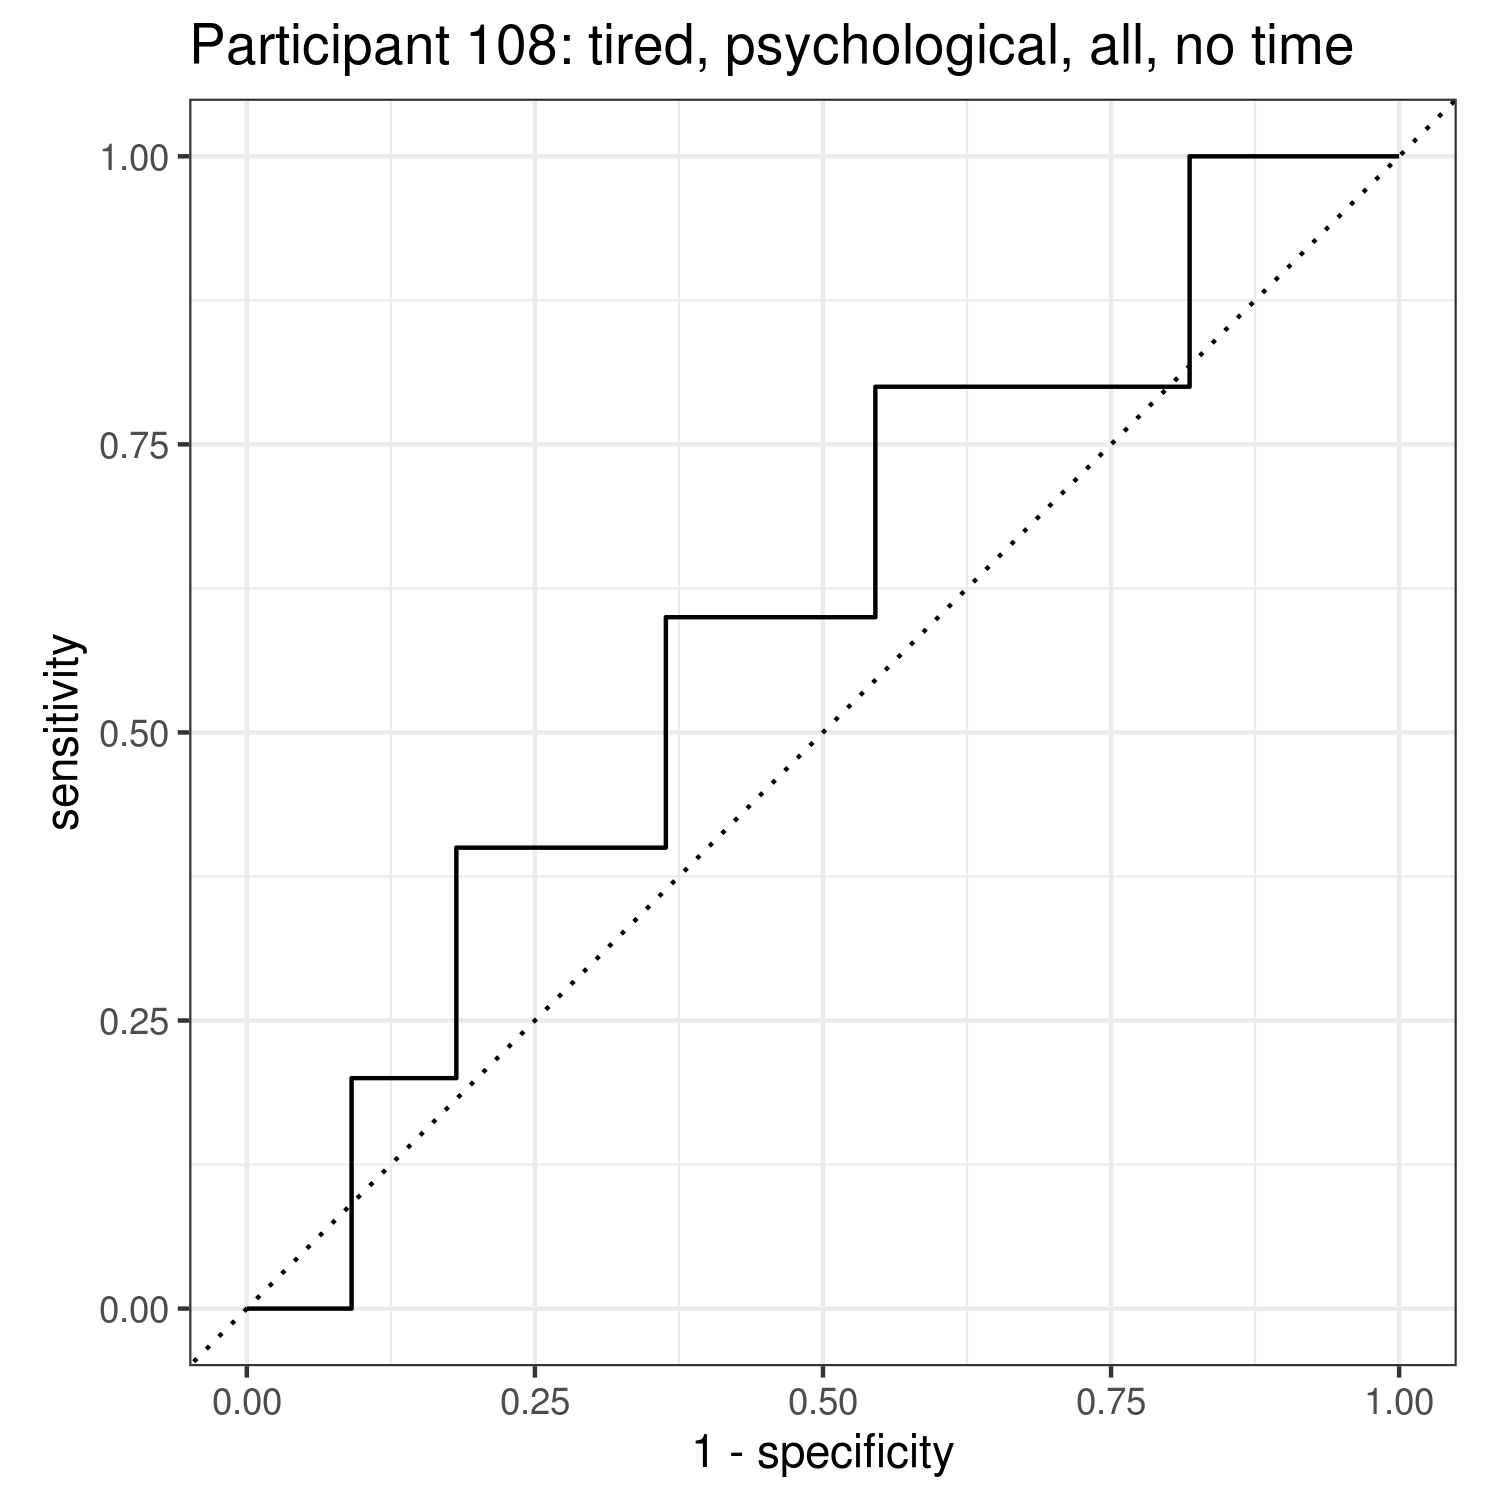 Participant 108: tired, psychological, all, no time
1.00
0.75
0.50
0.25
0.00
sensitivity
0.00 0.25 0.50 0.75 1.00
1 - specificity